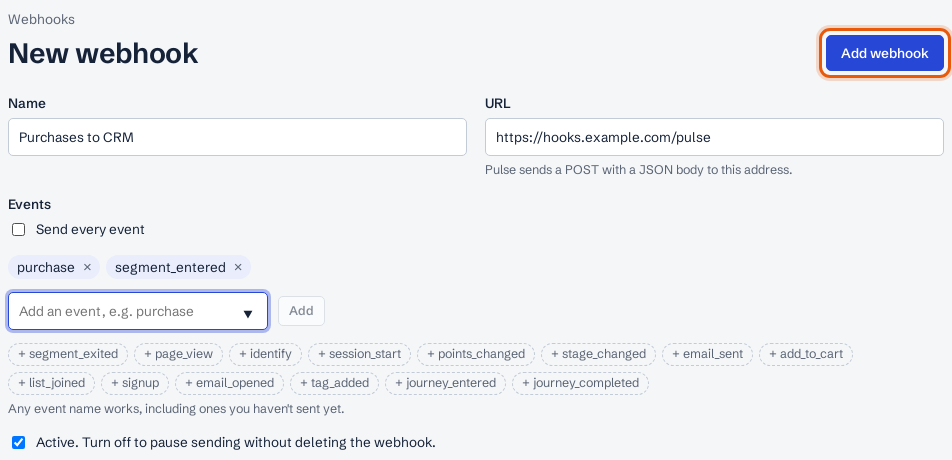 Webhooks
New webhook
Add webhook
Name
URL
Purchases to CRM
https://hooks.example.com/pulse
Pulse sends a POST with a JSON body to this address.
Events
Send every event
purchase × segment_entered ×
Add an event, e.g. purchase ▼ Add
+ segment_exited + page_view + identify + session_start + points_changed + stage_changed + email_sent + add_to_cart
+ list_joined + signup + email_opened + tag_added + journey_entered + journey_completed
Any event name works, including ones you haven't sent yet.
Active. Turn off to pause sending without deleting the webhook.